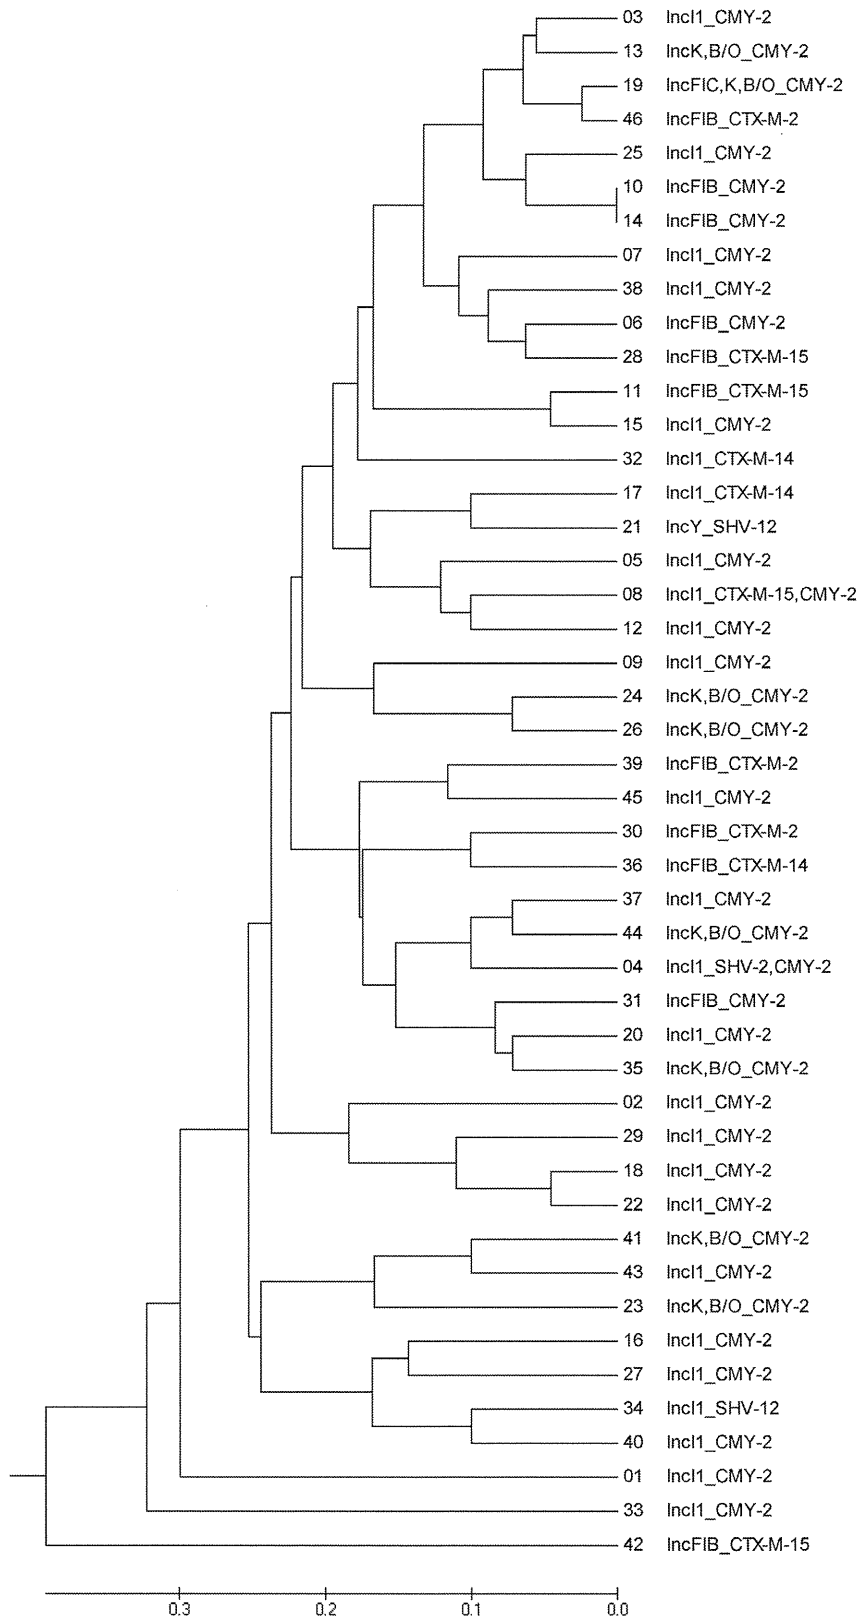 03 IncI1_CMY-2
13 IncK,B/O_CMY-2
19 IncFIC,K,B/O_CMY-2
46 IncFIB_CTX-M-2
25 IncI1_CMY-2
10 IncFIB_CMY-2
14 IncFIB_CMY-2
07 IncI1_CMY-2
38 IncI1_CMY-2
06 IncFIB_CMY-2
28 IncFIB_CTX-M-15
11 IncFIB_CTX-M-15
15 IncI1_CMY-2
32 IncI1_CTX-M-14
17 IncI1_CTX-M-14
21 IncY_SHV-12
05 IncI1_CMY-2
08 IncI1_CTX-M-15,CMY-2
12 IncI1_CMY-2
09 IncI1_CMY-2
24 IncK,B/O_CMY-2
26 IncK,B/O_CMY-2
39 IncFIB_CTX-M-2
45 IncI1_CMY-2
30 IncFIB_CTX-M-2
36 IncFIB_CTX-M-14
37 IncI1_CMY-2
44 IncK,B/O_CMY-2
04 IncI1_SHV-2,CMY-2
31 IncFIB_CMY-2
20 IncI1_CMY-2
35 IncK,B/O_CMY-2
02 IncI1_CMY-2
29 IncI1_CMY-2
18 IncI1_CMY-2
22 IncI1_CMY-2
41 IncK,B/O_CMY-2
43 IncI1_CMY-2
23 IncK,B/O_CMY-2
16 IncI1_CMY-2
27 IncI1_CMY-2
34 IncI1_SHV-12
40 IncI1_CMY-2
01 IncI1_CMY-2
33 IncI1_CMY-2
42 IncFIB_CTX-M-15
0.3 0.2 0.1 0.0